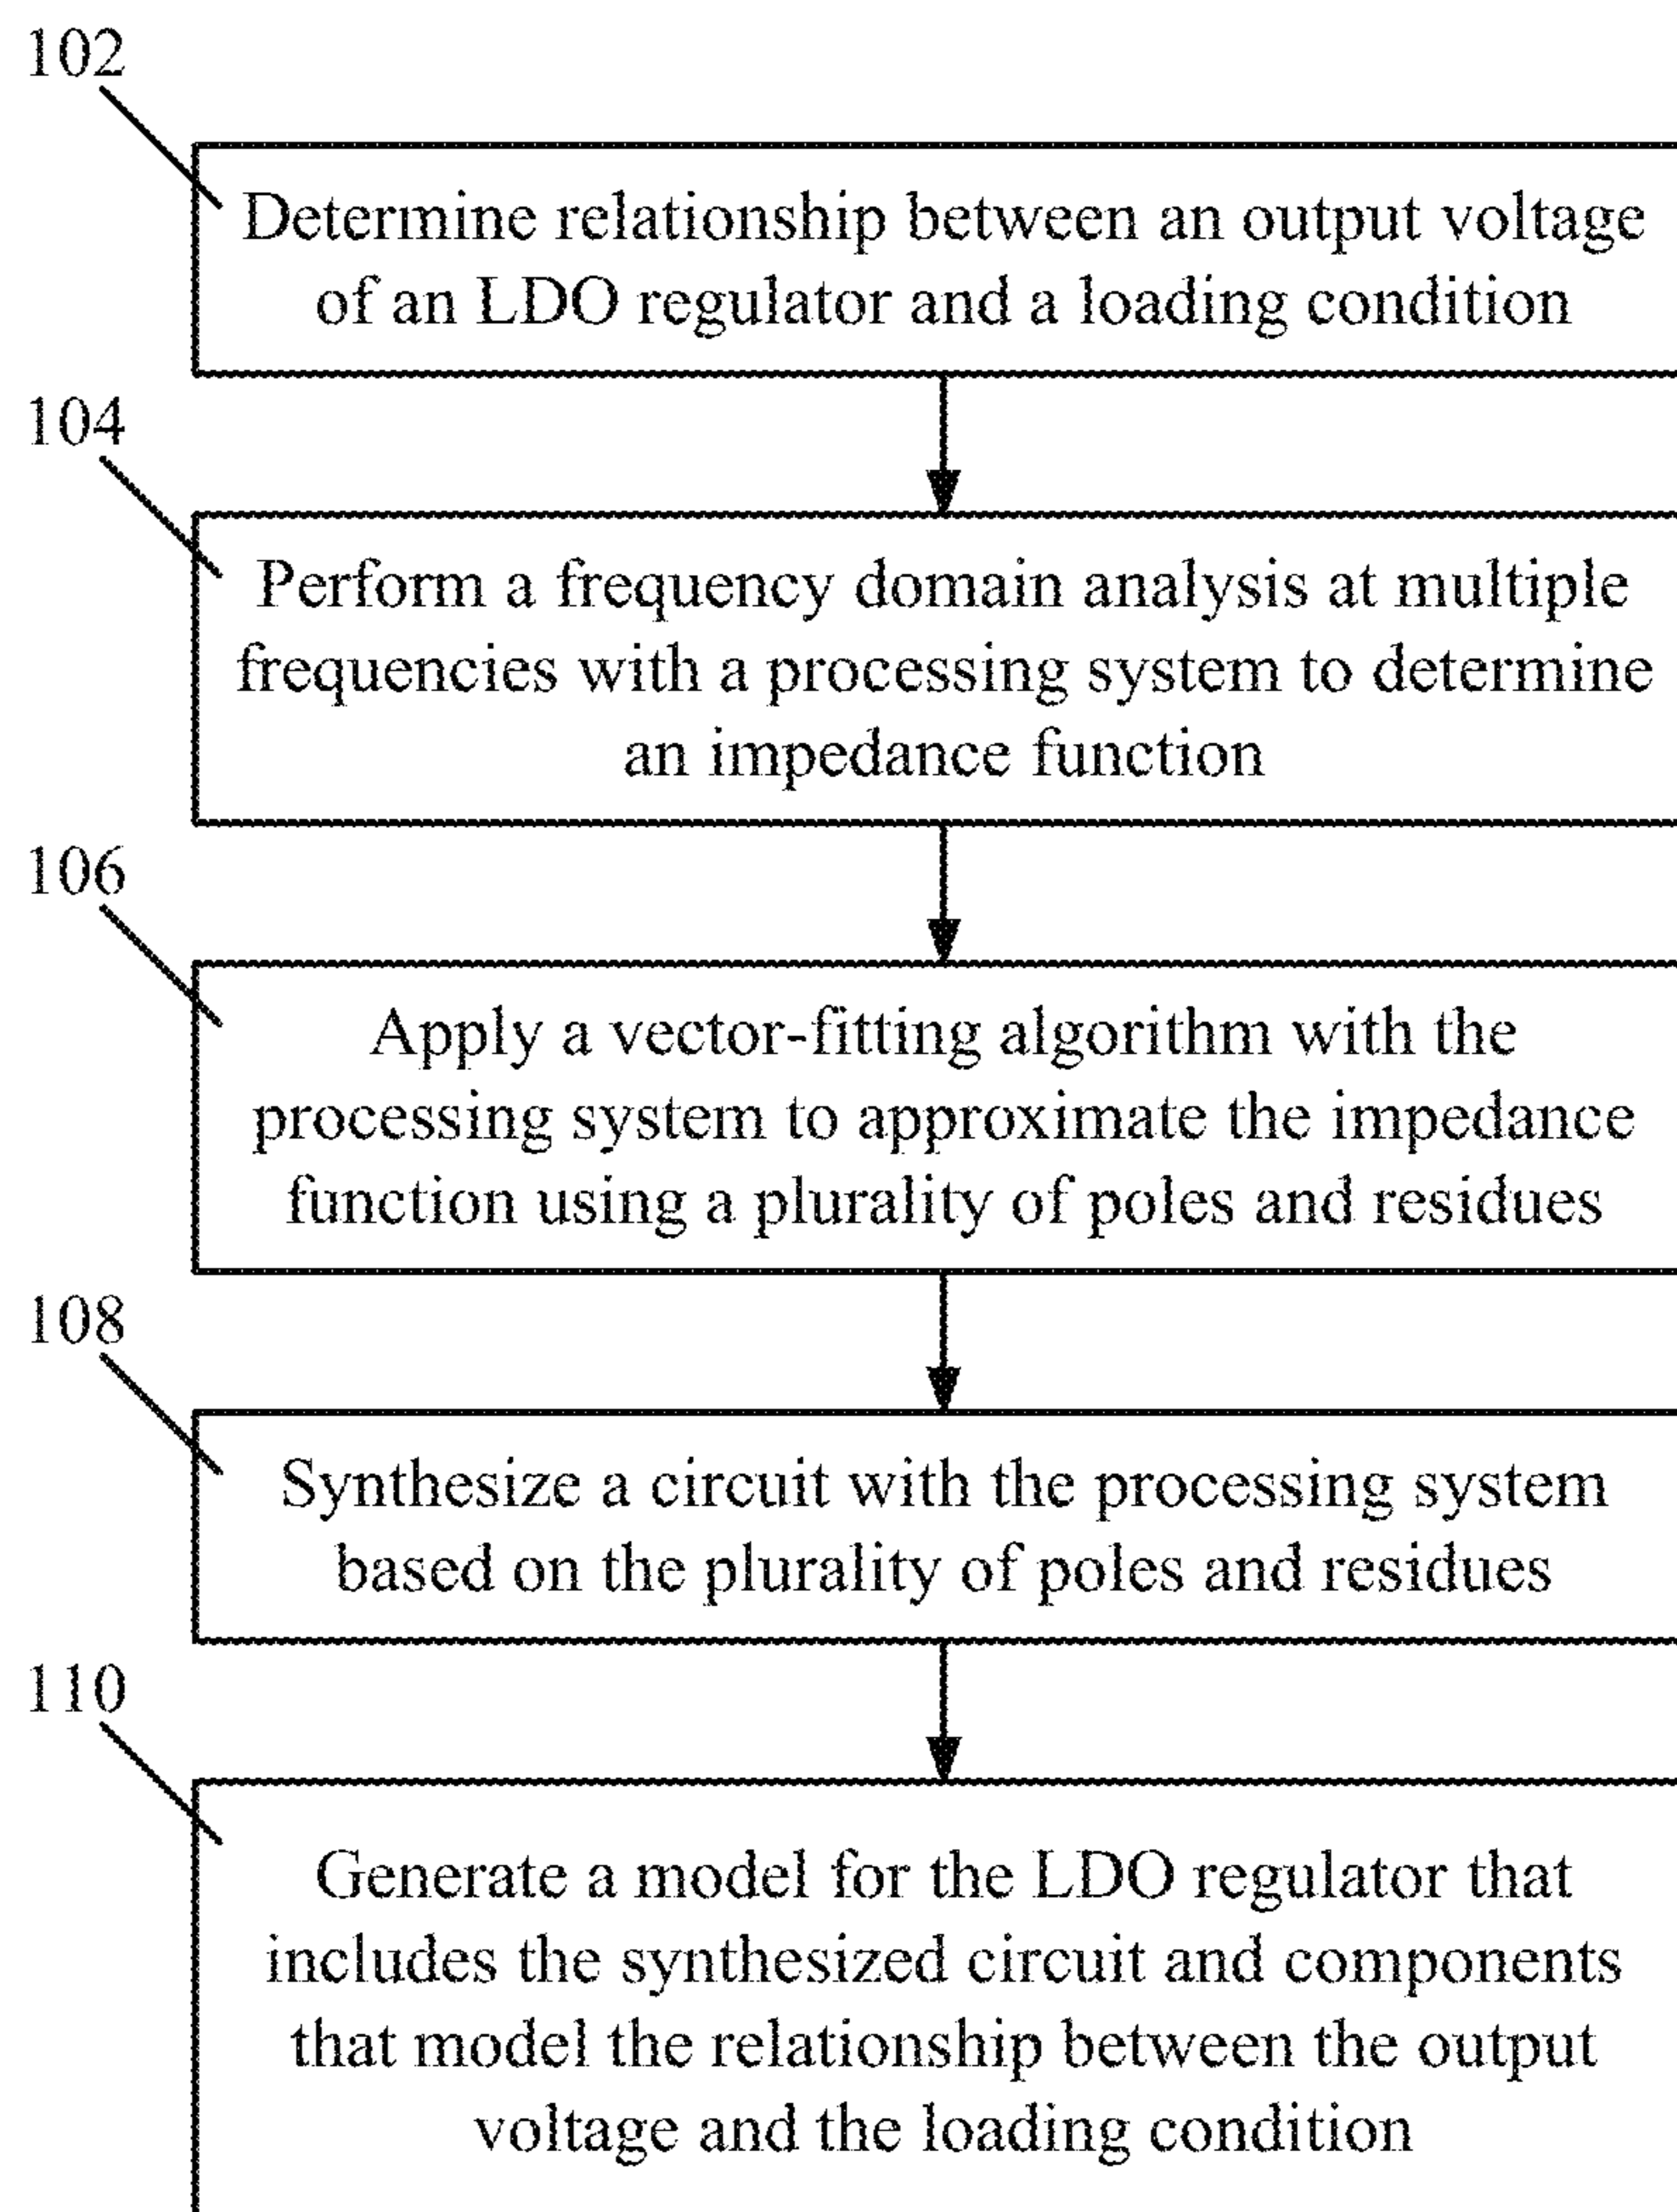 102
Determine relationship between an output voltage
of an LDO regulator and a loading condition
104
Perform a frequency domain analysis at multiple
frequencies with a processing system to determine
an impedance function
106
Apply a vector-fitting algorithm with the
processing system to approximate the impedance
function using a plurality of poles and residues
108
Synthesize a circuit with the processing system
based on the plurality of poles and residues
110
Generate a model for the LDO regulator that
includes the synthesized circuit and components
that model the relationship between the output
voltage and the loading condition